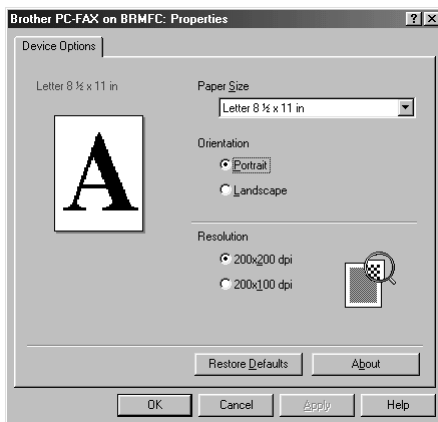 Brother PC-FAX on BRMFC: Properties
Device Options
Letter 8 ½ x 11 in
A
Paper Size
Letter 8 ½ x 11 in
Orientation
Portrait
Landscape
Resolution
200x200 dpi
200x100 dpi
Restore Defaults
About
OK
Cancel
Apply
Help